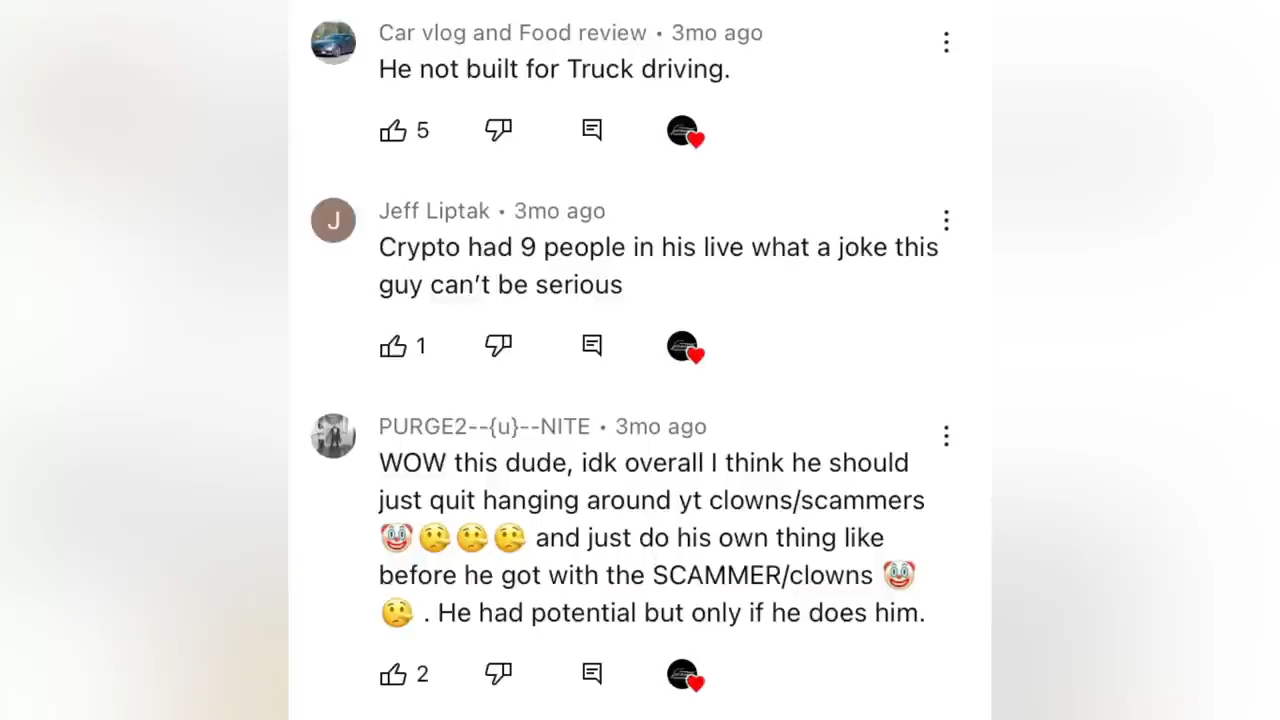 Car vlog and Food review • 3mo ago
He not built for Truck driving.
5
J
Jeff Liptak • 3mo ago
Crypto had 9 people in his live what a joke this
guy can't be serious
1
PURGE2--{u}--NITE • 3mo ago
WOW this dude, idk overall I think he should
just quit hanging around yt clowns/scammers
🤡🤥🤥🤥 and just do his own thing like
before he got with the SCAMMER/clowns 🤡
🤥 . He had potential but only if he does him.
2